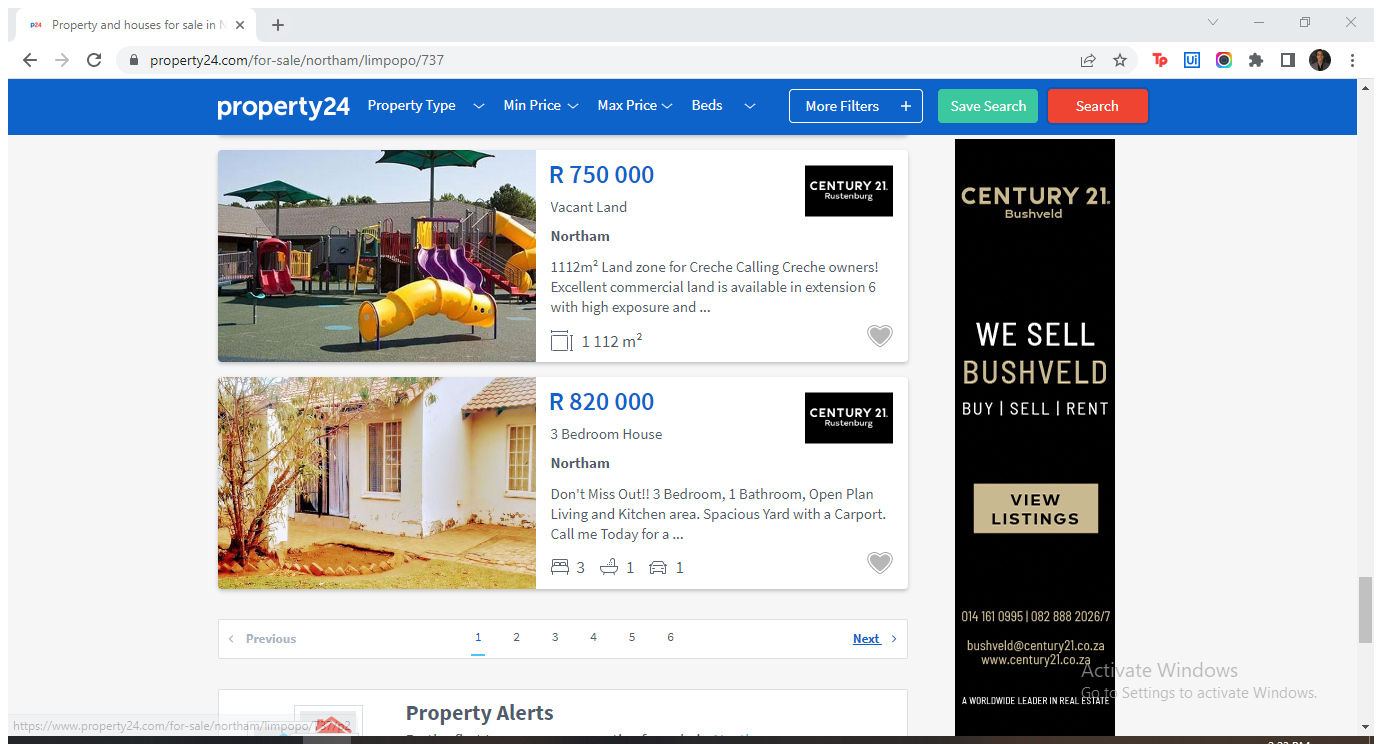 P24 Property and houses for sale in N
property24.com/for-sale/northam/limpopo/737
Tp
Ui
property24 Property Type Min Price Max Price Beds More Filters + Save Search Search
R 750 000
CENTURY 21.
Rustenburg
Vacant Land
Northam
1112m² Land zone for Creche Calling Creche owners!
Excellent commercial land is available in extension 6
with high exposure and ...
1 112 m²
R 820 000
CENTURY 21.
Rustenburg
3 Bedroom House
Northam
Don't Miss Out!! 3 Bedroom, 1 Bathroom, Open Plan
Living and Kitchen area. Spacious Yard with a Carport.
Call me Today for a ...
3 1 1
Previous 1 2 3 4 5 6 Next
Property Alerts
CENTURY 21.
Bushveld
WE SELL
BUSHVELD
BUY | SELL | RENT
VIEW
LISTINGS
014 161 0995 | 082 888 2026/7
bushveld@century21.co.za
www.century21.co.za
A WORLDWIDE LEADER IN REAL ESTATE
Activate Windows
Go to Settings to activate Windows.
https://www.property24.com/for-sale/northam/limpopo/737/p2